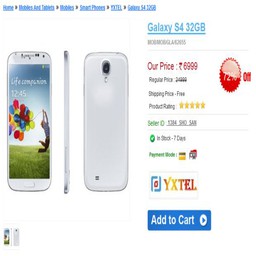 Home » Mobiles And Tablets » Mobiles » Smart Phones » YXTEL » Galaxy S4 32GB
Galaxy S4 32GB
Our Price : ₹ 6999
Regular Price : 24999
Shipping Price : Free
Product Rating :
72% Off
Life companion
12:45
Seller ID :
In Stock - 7 Days
Payment Mode :
YXTEL
Add to Cart